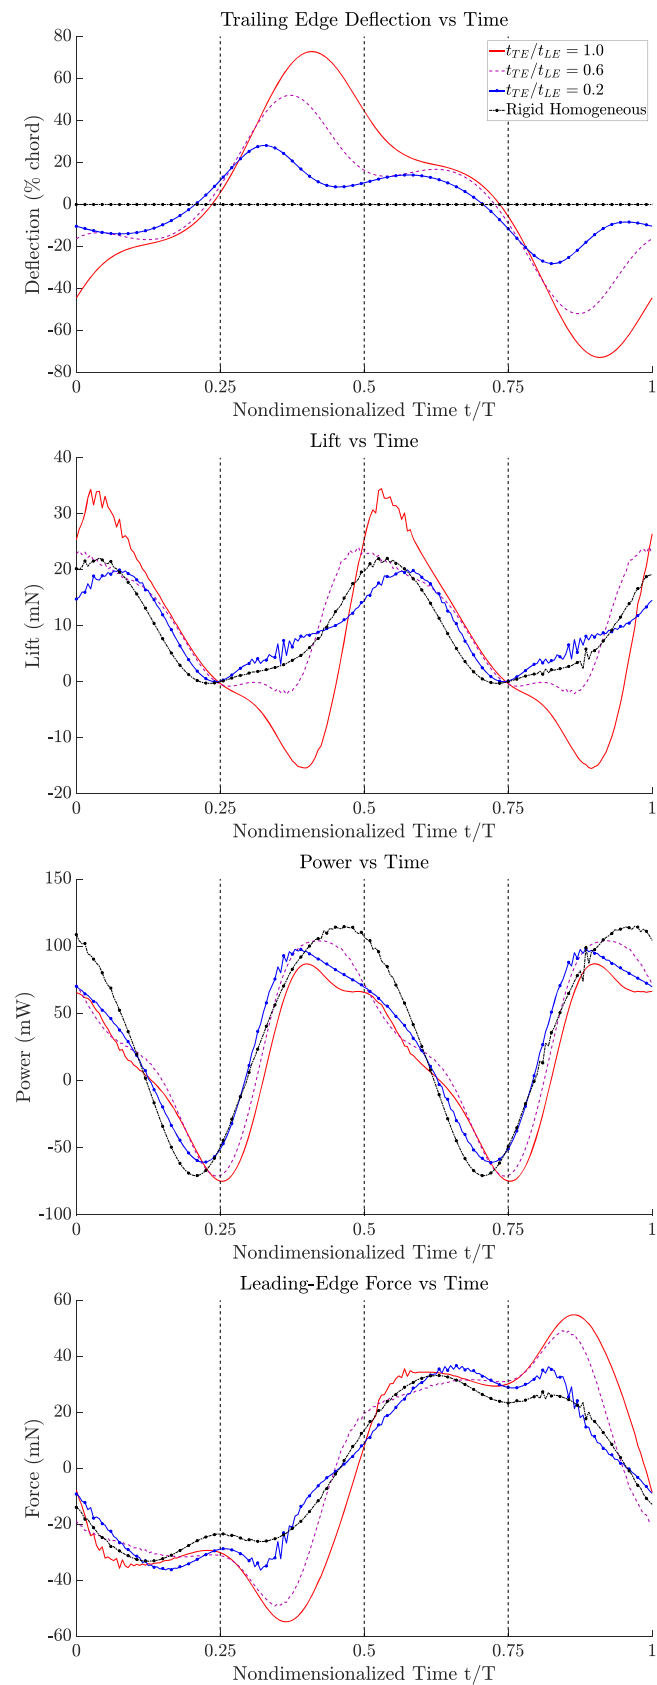 Trailing Edge Deflection vs Time
80
60
40
20
0
-20
-40
-60
-80
Deflection (% chord)
t_TE/t_LE = 1.0
t_TE/t_LE = 0.6
t_TE/t_LE = 0.2
Rigid Homogeneous
0 0.25 0.5 0.75 1
Nondimensionalized Time t/T
Lift vs Time
40
30
20
10
0
-10
-20
Lift (mN)
0 0.25 0.5 0.75 1
Nondimensionalized Time t/T
Power vs Time
150
100
50
0
-50
-100
Power (mW)
0 0.25 0.5 0.75 1
Nondimensionalized Time t/T
Leading-Edge Force vs Time
60
40
20
0
-20
-40
-60
Force (mN)
0 0.25 0.5 0.75 1
Nondimensionalized Time t/T